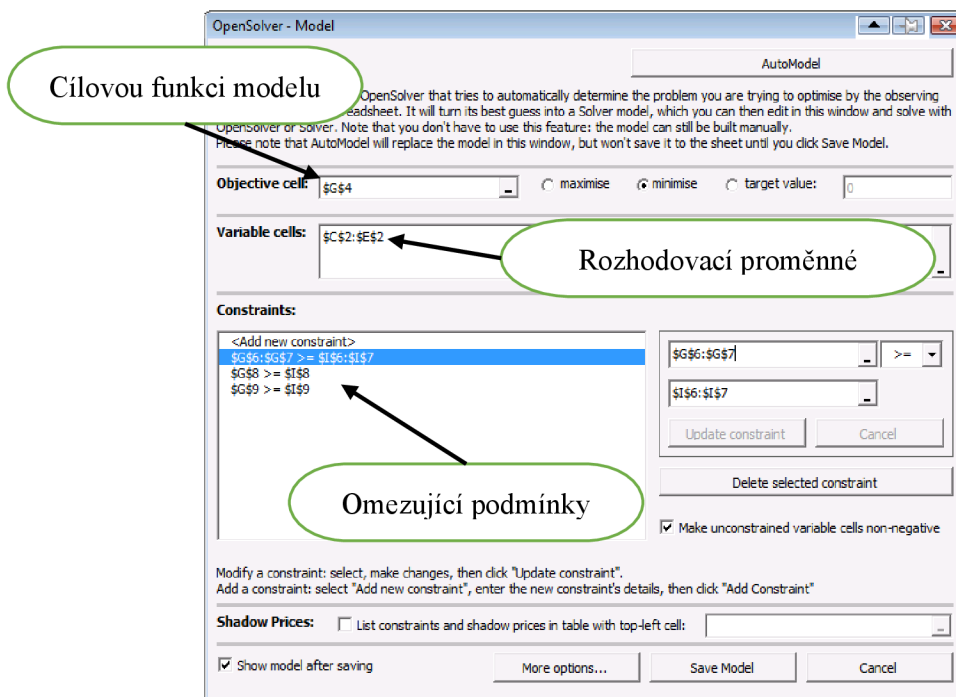 OpenSolver - Model
AutoModel
Cílovou funkci modelu
OpenSolver that tries to automatically determine the problem you are trying to optimise by the observing
eadsheet. It will turn its best guess into a Solver model, which you can then edit in this window and solve with
OpenSolver or Solver. Note that you don't have to use this feature: the model can still be built manually.
Please note that AutoModel will replace the model in this window, but won't save it to the sheet until you click Save Model.
Objective cell: $G$4 _ maximise minimise target value: 0
Variable cells: $C$2:$E$2 _
Rozhodovací proměnné
Constraints:
<Add new constraint>
$G$6:$G$7 >= $I$6:$I$7
$G$8 >= $I$8
$G$9 >= $I$9
$G$6:$G$7 _ >=
$I$6:$I$7 _
Update constraint Cancel
Delete selected constraint
Make unconstrained variable cells non-negative
Omezující podmínky
Modify a constraint: select, make changes, then click "Update constraint".
Add a constraint: select "Add new constraint", enter the new constraint's details, then click "Add Constraint"
Shadow Prices: List constraints and shadow prices in table with top-left cell: _
Show model after saving More options... Save Model Cancel